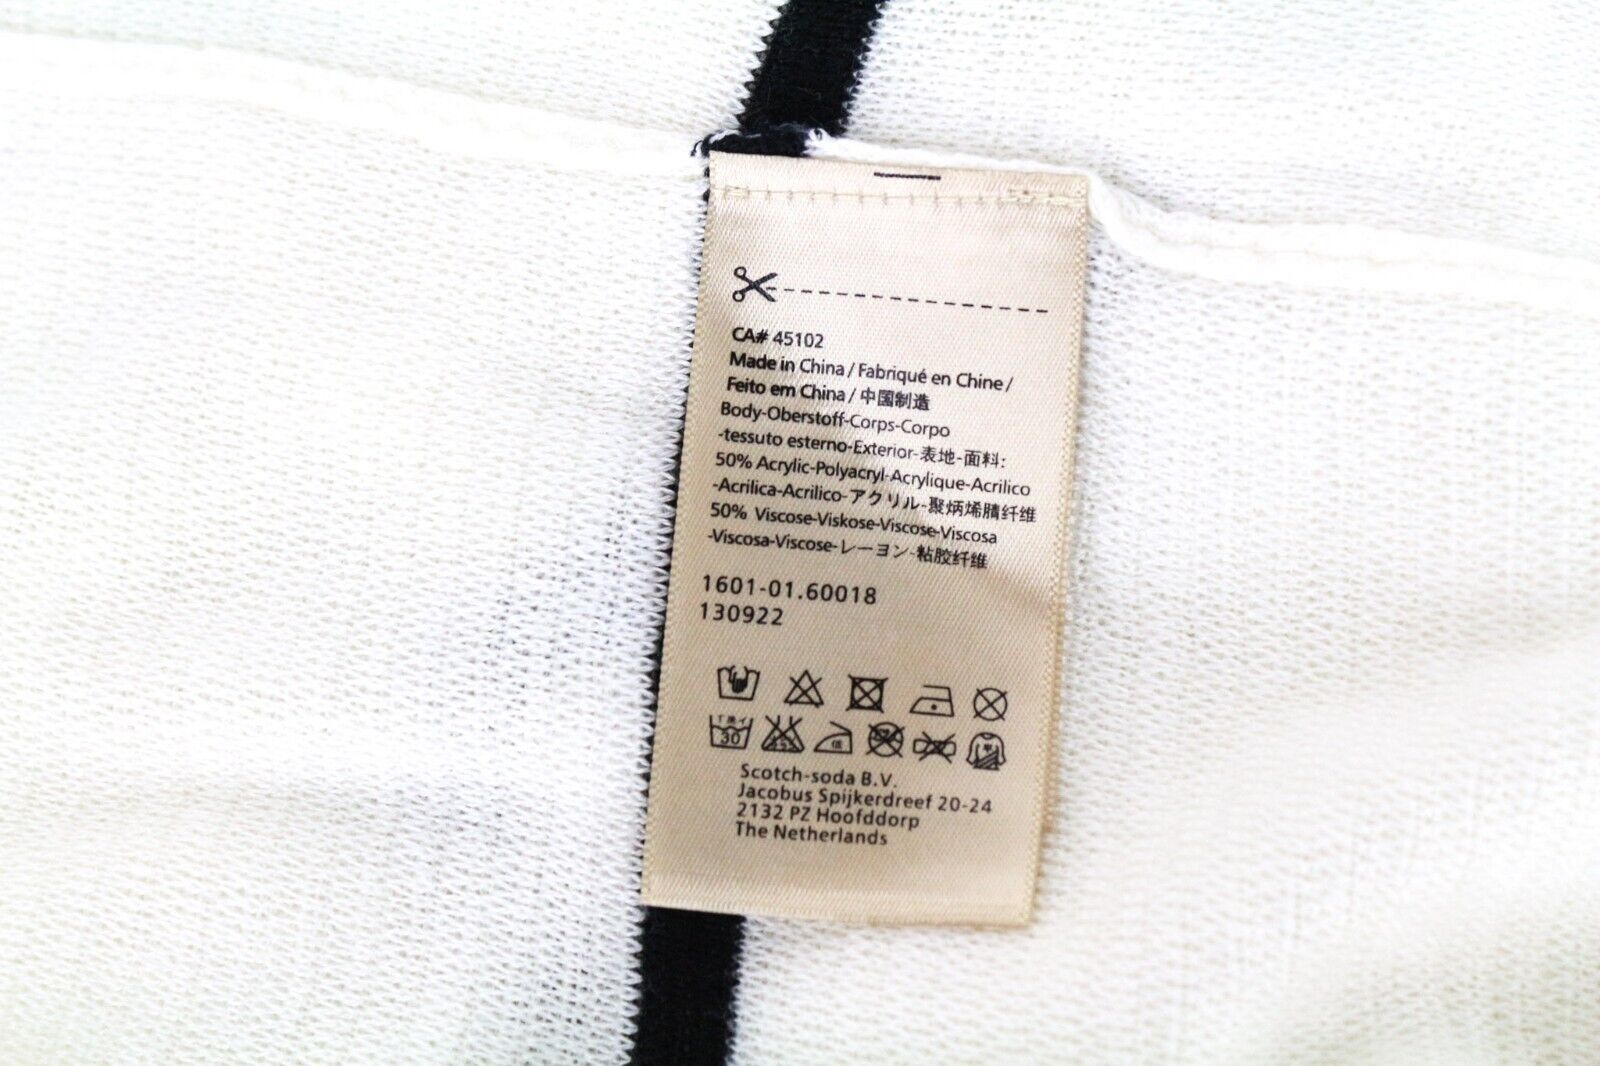 CA# 45102
Made in China / Fabriqué en Chine /
Feito em China / 中国制造
Body-Oberstoff-Corps-Corpo
-tessuto esterno-Exterior-表地-面料:
50% Acrylic-Polyacryl-Acrylique-Acrilico
-Acrilica-Acrilico-アクリル-聚炳烯腈纤维
50% Viscose-Viskose-Viscose-Viscosa
-Viscosa-Viscose-レーヨン-粘胶纤维
1601-01.60018
130922
30 低
Scotch-soda B.V.
Jacobus Spijkerdreef 20-24
2132 PZ Hoofddorp
The Netherlands